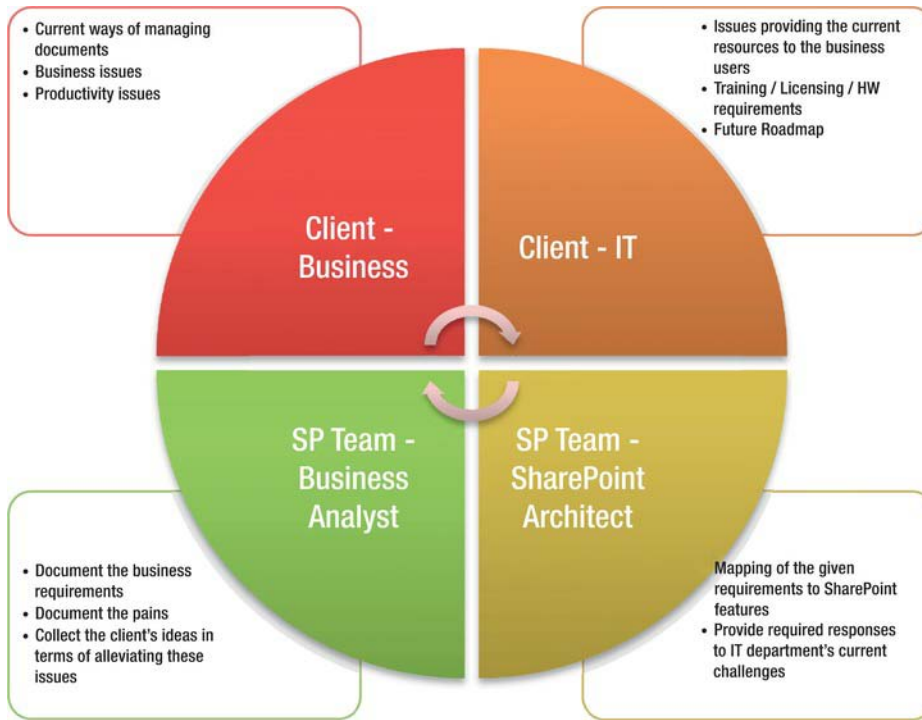 • Current ways of managing
documents
• Business issues
• Productivity issues
• Issues providing the current
resources to the business
users
• Training / Licensing / HW
requirements
• Future Roadmap
Client -
Business
Client - IT
SP Team -
Business
Analyst
SP Team -
SharePoint
Architect
• Document the business
requirements
• Document the pains
• Collect the client's ideas in
terms of alleviating these
issues
Mapping of the given
requirements to SharePoint
features
• Provide required responses
to IT department's current
challenges